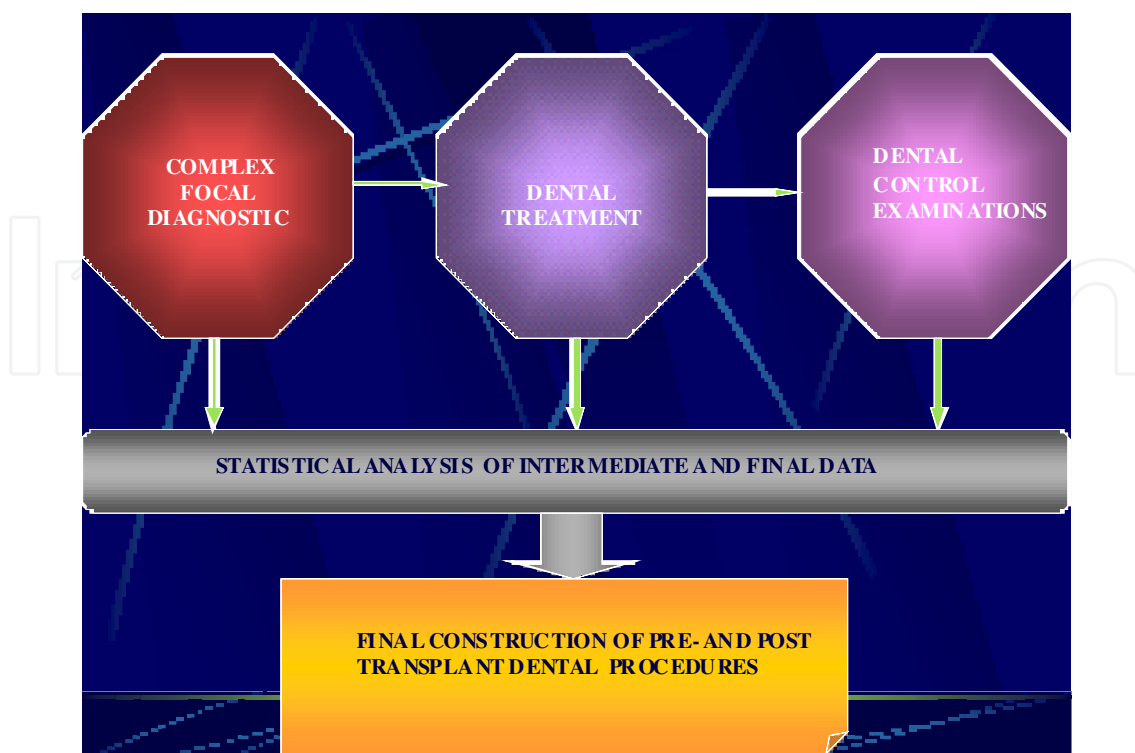 COMPLEX
FOCAL
DIAGNOSTIC
DENTAL
TREATMENT
DENTAL
CONTROL
EXAMINATIONS
STATISTICAL ANALYSIS OF INTERMEDIATE AND FINAL DATA
FINAL CONSTRUCTION OF PRE- AND POST
TRANSPLANT DENTAL PROCEDURES